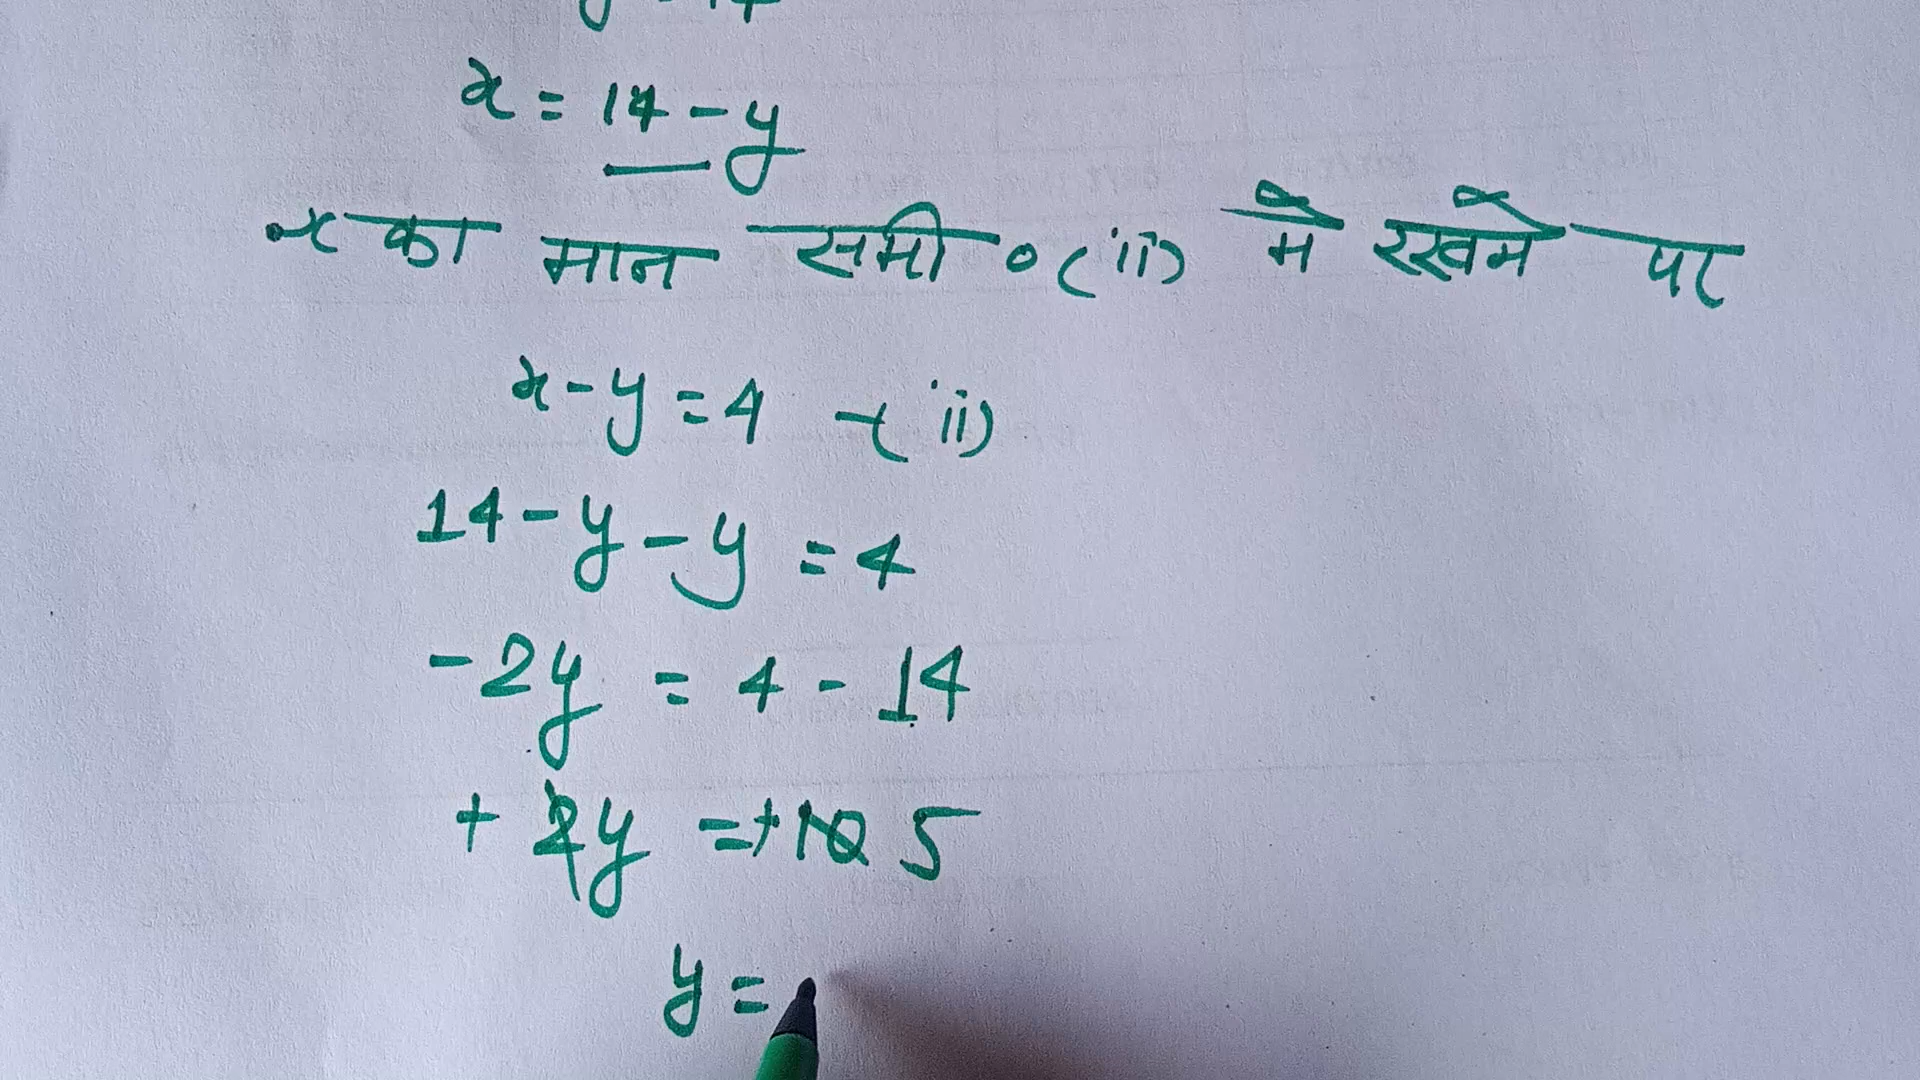 x = 14 - y
x का मान समी० (ii) में रखने पर
x - y = 4 - (ii)
14 - y - y = 4
-2y = 4 - 14
+ 2y = +10 5
y =